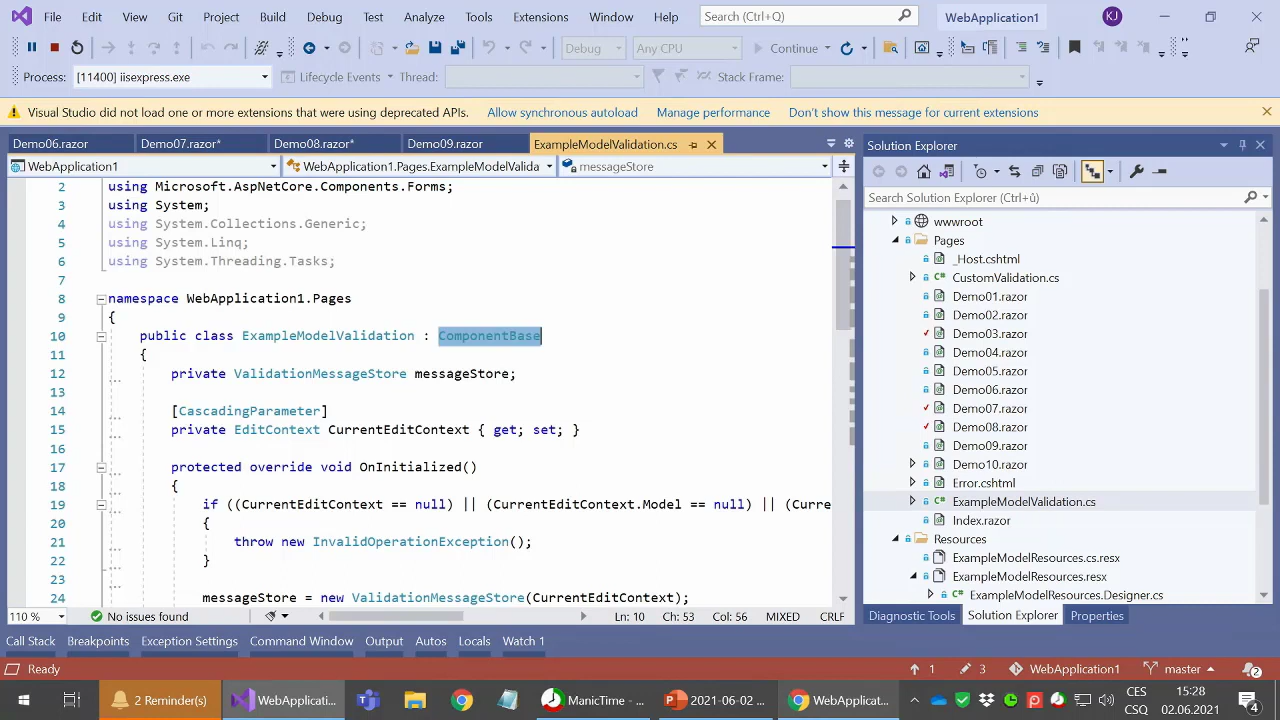 File Edit View Git Project Build Debug Test Analyze Tools Extensions Window Help Search (Ctrl+Q) WebApplication1 KJ
Debug Any CPU Continue
Process: [11400] iisexpress.exe Lifecycle Events Thread: Stack Frame:
Visual Studio did not load one or more extensions that were using deprecated APIs. Allow synchronous autoload Manage performance Don't show this message for current extensions
Demo06.razor Demo07.razor* Demo08.razor* Demo09.razor ExampleModelValidation.cs
WebApplication1 WebApplication1.Pages.ExampleModelValida messageStore
2 using Microsoft.AspNetCore.Components.Forms;
3 using System;
4 using System.Collections.Generic;
5 using System.Linq;
6 using System.Threading.Tasks;
7
8 namespace WebApplication1.Pages
9 {
10 public class ExampleModelValidation : ComponentBase
11 {
12 private ValidationMessageStore messageStore;
13
14 [CascadingParameter]
15 private EditContext CurrentEditContext { get; set; }
16
17 protected override void OnInitialized()
18 {
19 if ((CurrentEditContext == null) || (CurrentEditContext.Model == null) || (Curre
20 {
21 throw new InvalidOperationException();
22 }
23
24 messageStore = new ValidationMessageStore(CurrentEditContext);
110 % No issues found Ln: 10 Ch: 53 Col: 56 MIXED CRLF
Solution Explorer
Search Solution Explorer (Ctrl+ů)
wwwroot
Pages
_Host.cshtml
CustomValidation.cs
Demo01.razor
Demo02.razor
Demo03.razor
Demo04.razor
Demo05.razor
Demo06.razor
Demo07.razor
Demo08.razor
Demo09.razor
Demo10.razor
Error.cshtml
ExampleModelValidation.cs
Index.razor
Resources
ExampleModelResources.cs.resx
ExampleModelResources.resx
ExampleModelResources.Designer.cs
Diagnostic Tools Solution Explorer Properties
Call Stack Breakpoints Exception Settings Command Window Output Autos Locals Watch 1
Ready 1 3 WebApplication1 master 2
2 Reminder(s) WebApplicati... ManicTime... 2021-06-02 ... WebApplicati... CES 15:28
CSQ 02.06.2021 4